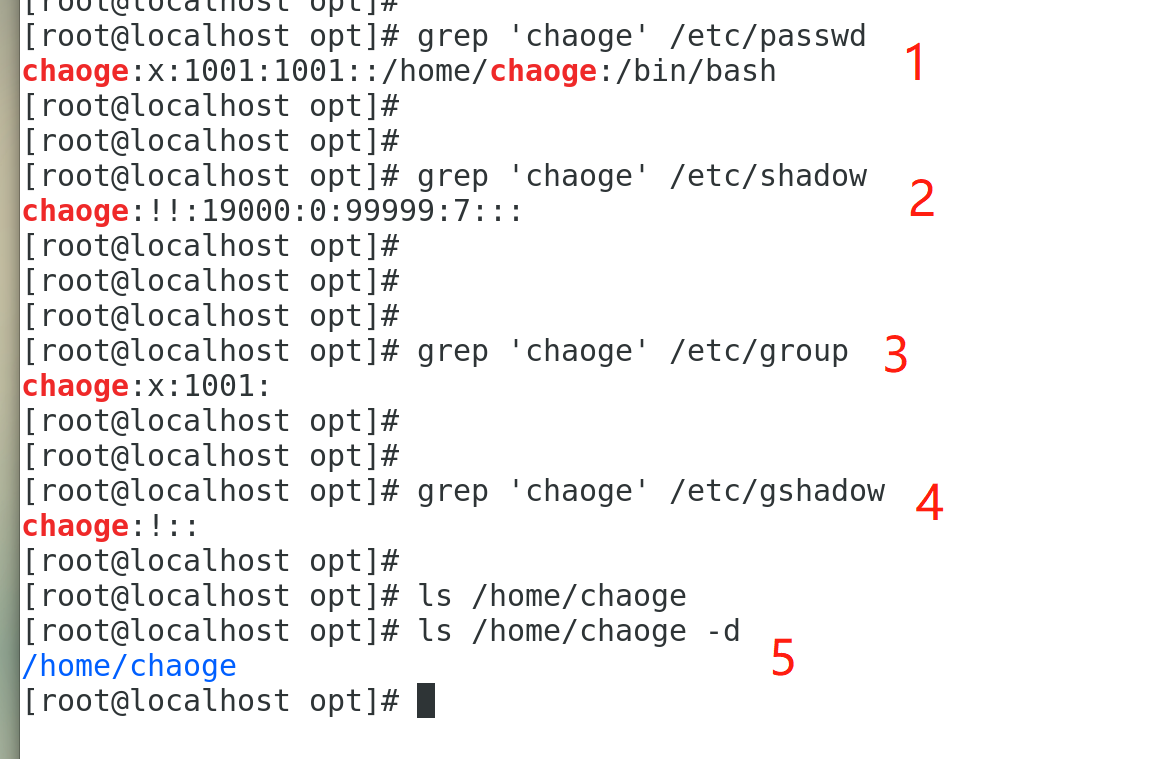 [root@localhost opt]#
[root@localhost opt]# grep 'chaoge' /etc/passwd
1
chaoge:x:1001:1001::/home/chaoge:/bin/bash
[root@localhost opt]#
[root@localhost opt]#
[root@localhost opt]# grep 'chaoge' /etc/shadow
2
chaoge:!!:19000:0:99999:7:::
[root@localhost opt]#
[root@localhost opt]#
[root@localhost opt]#
[root@localhost opt]# grep 'chaoge' /etc/group
3
chaoge:x:1001:
[root@localhost opt]#
[root@localhost opt]#
[root@localhost opt]# grep 'chaoge' /etc/gshadow
4
chaoge:!::
[root@localhost opt]#
[root@localhost opt]# ls /home/chaoge
[root@localhost opt]# ls /home/chaoge -d
5
/home/chaoge
[root@localhost opt]#